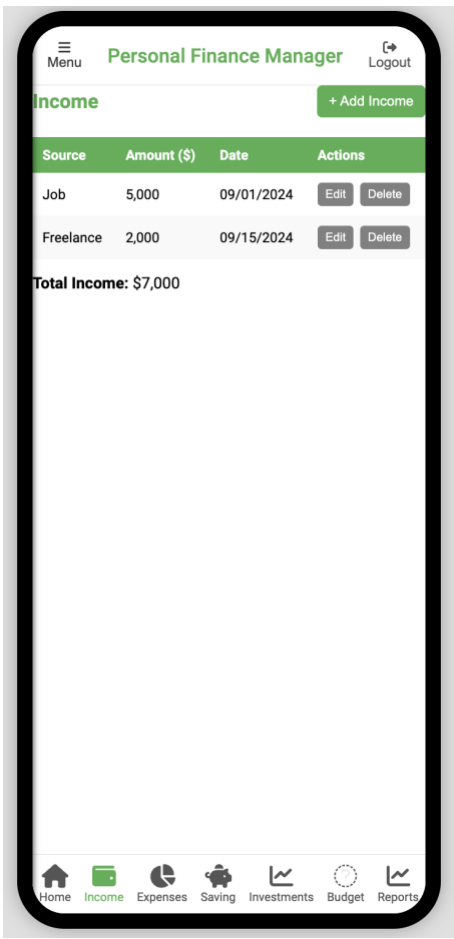 Menu Personal Finance Manager Logout
Income + Add Income
Source Amount ($) Date Actions
Job 5,000 09/01/2024 Edit Delete
Freelance 2,000 09/15/2024 Edit Delete
Total Income: $7,000
Home Income Expenses Saving Investments Budget Reports